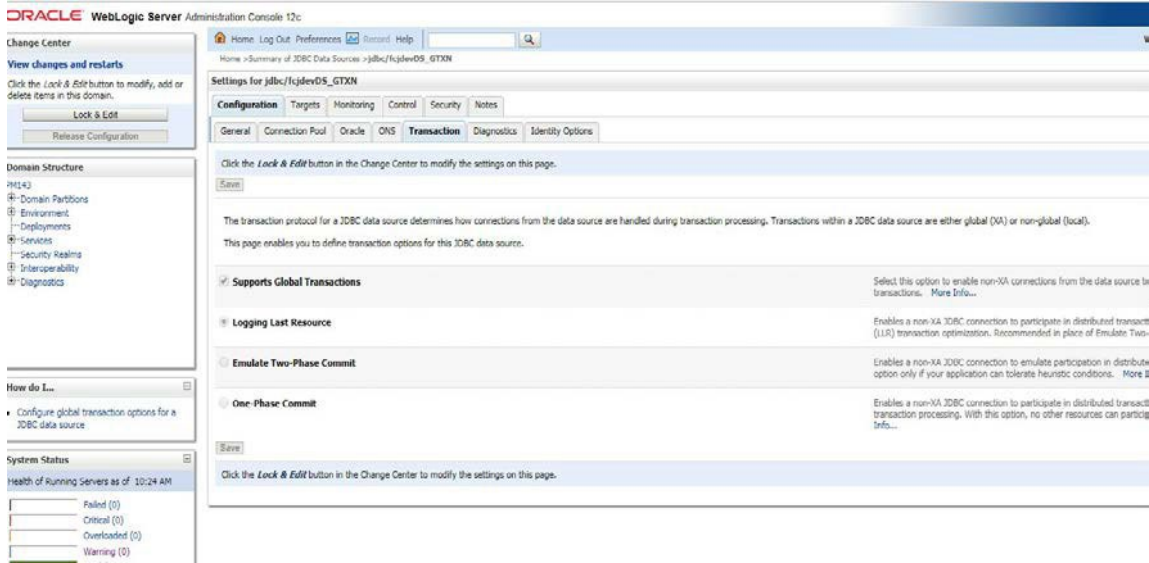 ORACLE WebLogic Server Administration Console 12c
Change Center
View changes and restarts
Click the Lock & Edit button to modify, add or
delete items in this domain.
Lock & Edit
Release Configuration
Domain Structure
Domain Partitions
Environment
Deployments
Services
Security Realms
Interoperability
Diagnostics
How do I...
Configure global transaction options for a
JDBC data source
System Status
Health of Running Servers as of 10:24 AM
Failed (0)
Critical (0)
Overloaded (0)
Warning (0)
Home Log Out Preferences Record Help
Home >Summary of JDBC Data Sources >jdbc/fcjdevDS_GTXN
Settings for jdbc/fcjdevDS_GTXN
Configuration Targets Monitoring Control Security Notes
General Connection Pool Oracle ONS Transaction Diagnostics Identity Options
Click the Lock & Edit button in the Change Center to modify the settings on this page.
Save
The transaction protocol for a JDBC data source determines how connections from the data source are handled during transaction processing. Transactions within a JDBC data source are either global (XA) or non-global (local).
This page enables you to define transaction options for this JDBC data source.
Supports Global Transactions
Select this option to enable non-XA connections from the data source
transactions. More Info...
Logging Last Resource
Enables a non-XA JDBC connection to participate in distributed
(LLR) transaction optimization. Recommended in place of Emulate Two-
Emulate Two-Phase Commit
Enables a non-XA JDBC connection to emulate participation in
option only if your application can tolerate heuristic conditions. More
One-Phase Commit
Enables a non-XA JDBC connection to participate in distributed
transaction processing. With this option, no other resources can
Info...
Save
Click the Lock & Edit button in the Change Center to modify the settings on this page.